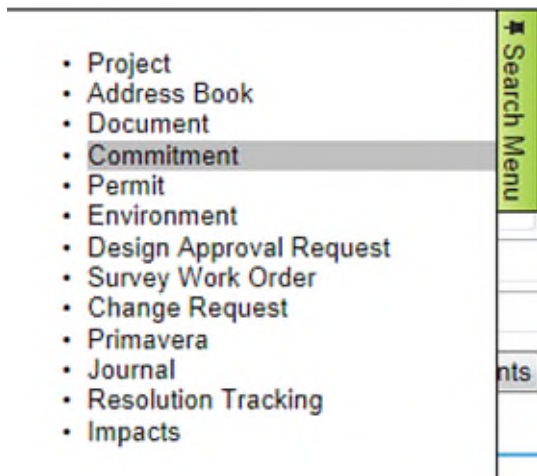 Project
Address Book
Document
Commitment
Permit
Environment
Design Approval Request
Survey Work Order
Change Request
Primavera
Journal
Resolution Tracking
Impacts
Search Menu
nts